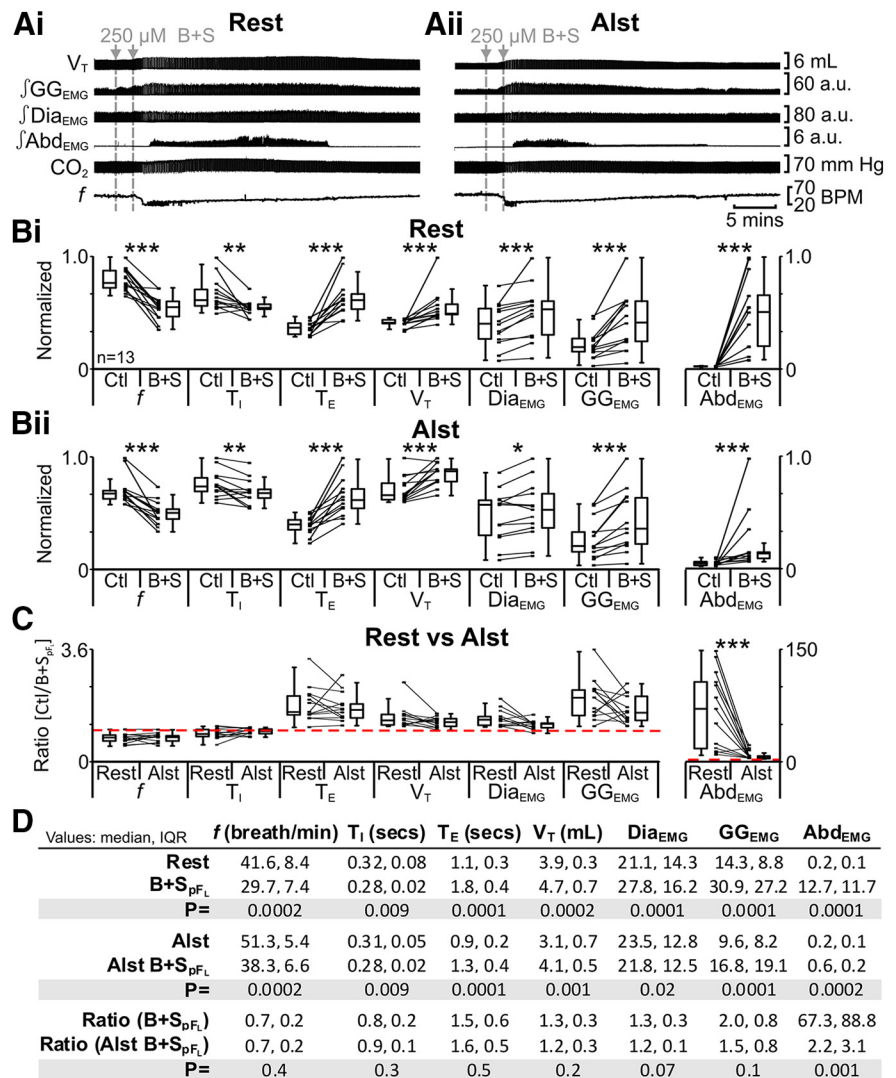 Ai Rest
250 µM B+S
Aii Alst
250 µM B+S
V_T
∫GG_EMG
∫Dia_EMG
∫Abd_EMG
CO_2
f
6 mL
60 a.u.
80 a.u.
6 a.u.
70 mm Hg
70
20 BPM
5 mins
Bi Rest
Normalized
1.0
0
n=13
*** ** *** *** *** *** ***
1.0
0
Ctl B+S Ctl B+S Ctl B+S Ctl B+S Ctl B+S Ctl B+S Ctl B+S
f T_I T_E V_T Dia_EMG GG_EMG Abd_EMG
Bii Alst
Normalized
1.0
0
*** ** *** *** * *** ***
1.0
0
Ctl B+S Ctl B+S Ctl B+S Ctl B+S Ctl B+S Ctl B+S Ctl B+S
f T_I T_E V_T Dia_EMG GG_EMG Abd_EMG
C Rest vs Alst
Ratio [Ctl/B+S_pFL]
3.6
0
***
150
0
Rest Alst Rest Alst Rest Alst Rest Alst Rest Alst Rest Alst Rest Alst
f T_I T_E V_T Dia_EMG GG_EMG Abd_EMG
D
Values: median, IQR f (breath/min) T_I (secs) T_E (secs) V_T (mL) Dia_EMG GG_EMG Abd_EMG
Rest 41.6, 8.4 0.32, 0.08 1.1, 0.3 3.9, 0.3 21.1, 14.3 14.3, 8.8 0.2, 0.1
B+S_pFL 29.7, 7.4 0.28, 0.02 1.8, 0.4 4.7, 0.7 27.8, 16.2 30.9, 27.2 12.7, 11.7
P= 0.0002 0.009 0.0001 0.0002 0.0001 0.0001 0.0001
Alst 51.3, 5.4 0.31, 0.05 0.9, 0.2 3.1, 0.7 23.5, 12.8 9.6, 8.2 0.2, 0.1
Alst B+S_pFL 38.3, 6.6 0.28, 0.02 1.3, 0.4 4.1, 0.5 21.8, 12.5 16.8, 19.1 0.6, 0.2
P= 0.0002 0.009 0.0001 0.001 0.02 0.0001 0.0002
Ratio (B+S_pFL) 0.7, 0.2 0.8, 0.2 1.5, 0.6 1.3, 0.3 1.3, 0.3 2.0, 0.8 67.3, 88.8
Ratio (Alst B+S_pFL) 0.7, 0.2 0.9, 0.1 1.6, 0.5 1.2, 0.3 1.2, 0.1 1.5, 0.8 2.2, 3.1
P= 0.4 0.3 0.5 0.2 0.07 0.1 0.001